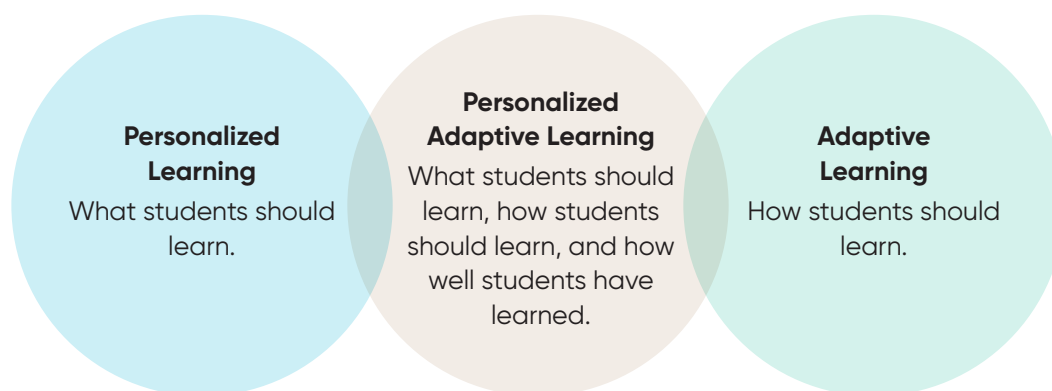 Personalized
Learning
What students should
learn.
Personalized
Adaptive Learning
What students should
learn, how students
should learn, and how
well students have
learned.
Adaptive
Learning
How students should
learn.